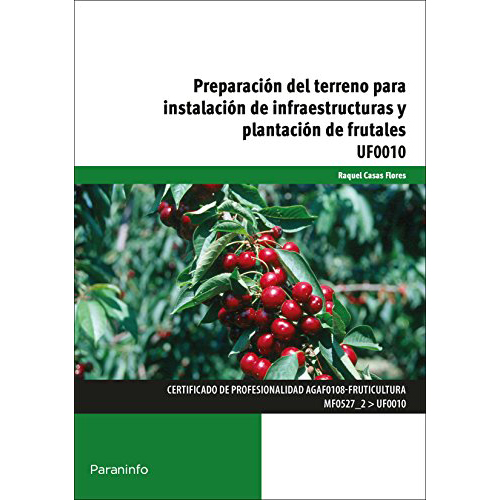 Preparación del terreno para
instalación de infraestructuras y
plantación de frutales
UF0010
Raquel Casas Flores
CERTIFICADO DE PROFESIONALIDAD AGAF0108-FRUTICULTURA
MF0527_2 > UF0010
Paraninfo